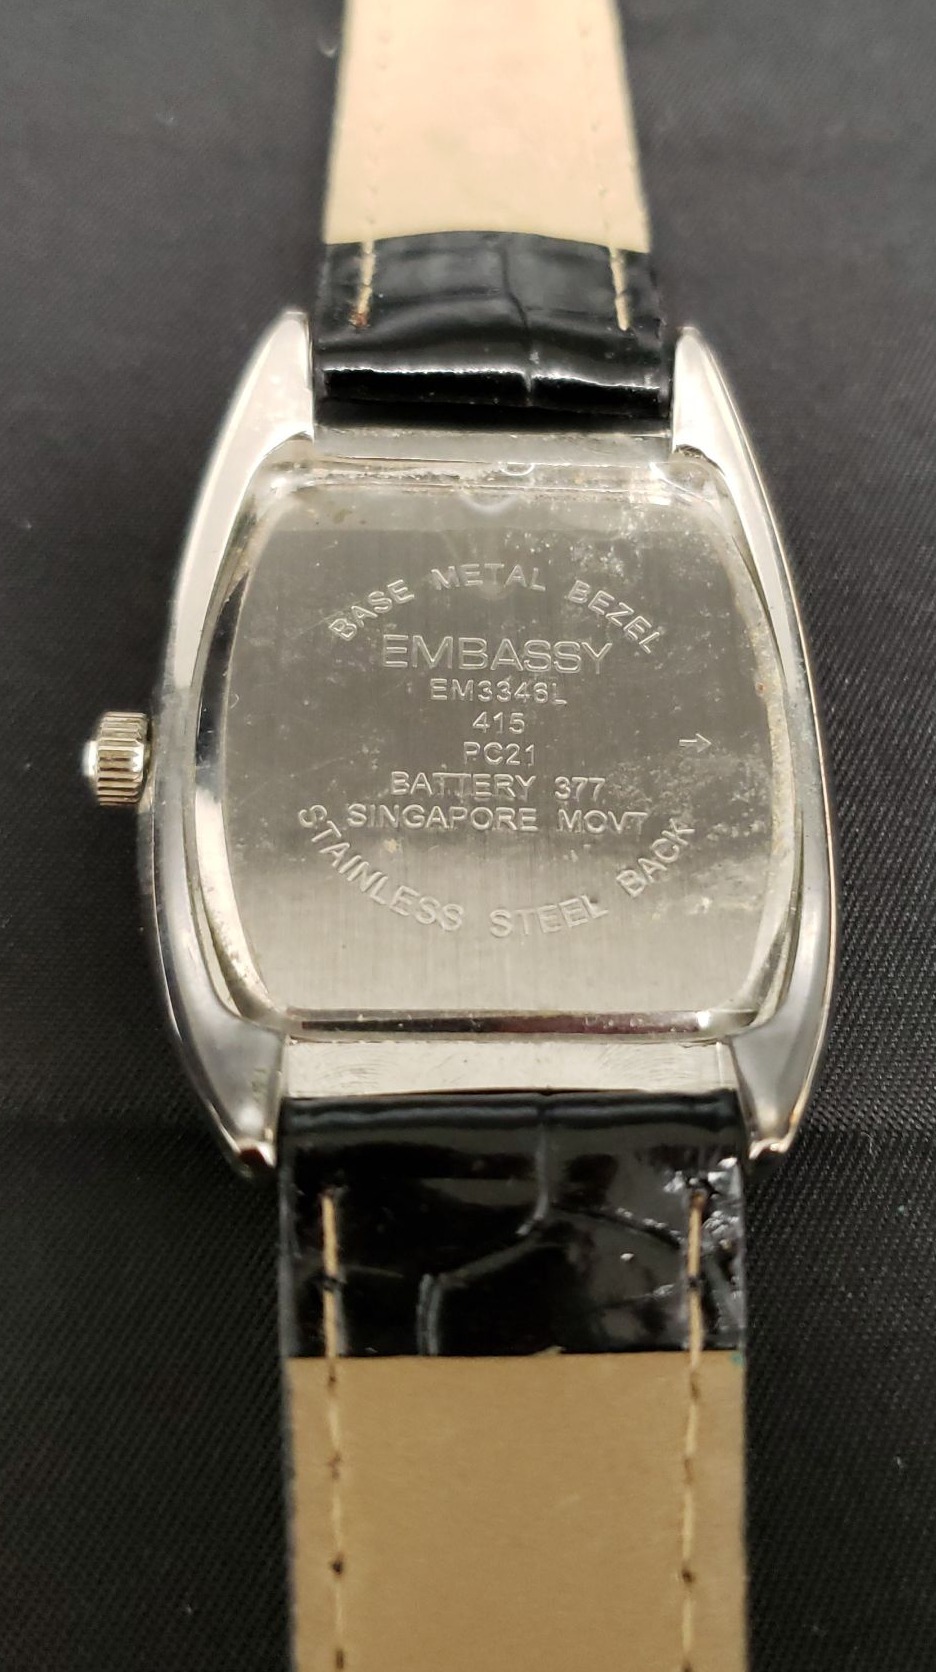 BASE METAL BEZEL
EMBASSY
EM3346L
415
PC21
BATTERY 377
SINGAPORE MOVT
STAINLESS STEEL BACK